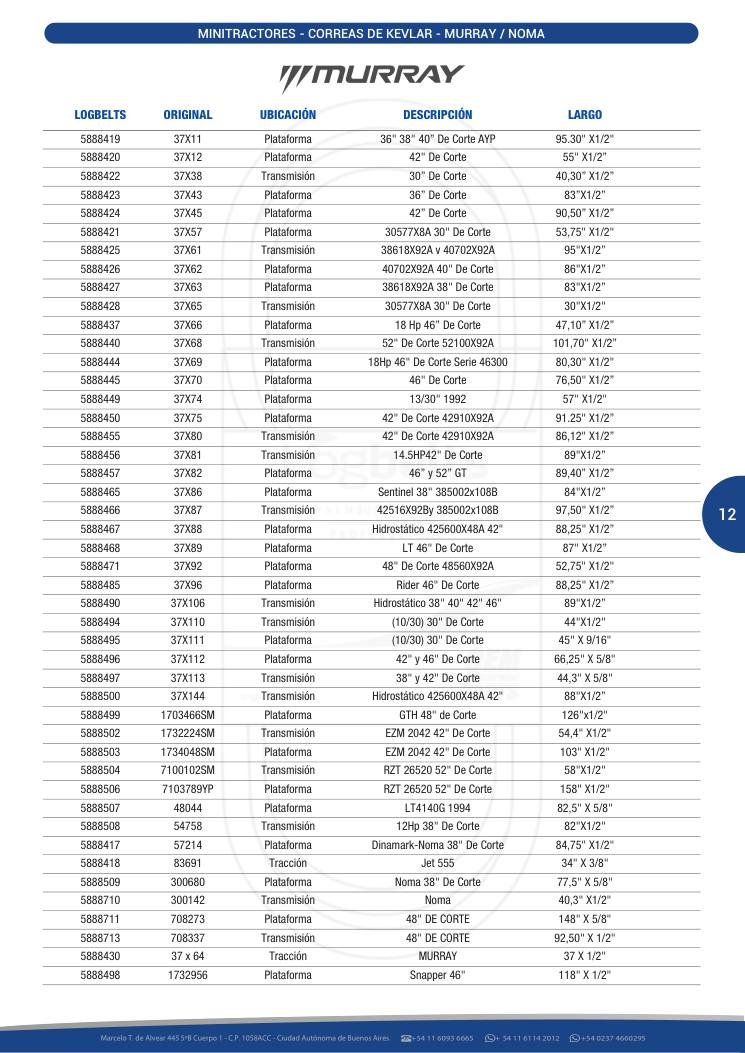 MINITRACTORES - CORREAS DE KEVLAR - MURRAY / NOMA
MURRAY
LOGBELTS ORIGINAL UBICACIÓN DESCRIPCIÓN LARGO
5888419 37X11 Plataforma 36" 38" 40” De Corte AYP 95.30" X1/2"
5888420 37X12 Plataforma 42" De Corte 55" X1/2”
5888422 37X38 Transmisión 30” De Corte 40,30” X1/2”
5888423 37X43 Plataforma 36” De Corte 83”X1/2”
5888424 37X45 Plataforma 42” De Corte 90,50” X1/2”
5888421 37X57 Plataforma 30577X8A 30" De Corte 53,75" X1/2"
5888425 37X61 Transmisión 38618X92A v 40702X92A 95"X1/2”
5888426 37X62 Plataforma 40702X92A 40" De Corte 86"X1/2”
5888427 37X63 Plataforma 38618X92A 38" De Corte 83"X1/2”
5888428 37X65 Transmisión 30577X8A 30" De Corte 30"X1/2”
5888437 37X66 Plataforma 18 Hp 46” De Corte 47,10” X1/2”
5888440 37X68 Transmisión 52" De Corte 52100X92A 101,70" X1/2”
5888444 37X69 Plataforma 18Hp 46" De Corte Serie 46300 80,30" X1/2”
5888445 37X70 Plataforma 46" De Corte 76,50" X1/2”
5888449 37X74 Plataforma 13/30" 1992 57" X1/2"
5888450 37X75 Plataforma 42" De Corte 42910X92A 91.25” X1/2”
5888455 37X80 Transmisión 42" De Corte 42910X92A 86,12” X1/2”
5888456 37X81 Transmisión 14.5HP42" De Corte 89"X1/2”
5888457 37X82 Plataforma 46” y 52” GT 89,40” X1/2”
5888465 37X86 Plataforma Sentinel 38" 385002x108B 84"X1/2”
5888466 37X87 Transmisión 42516X92By 385002x108B 97,50" X1/2”
5888467 37X88 Plataforma Hidrostático 425600X48A 42" 88,25" X1/2”
5888468 37X89 Plataforma LT 46" De Corte 87" X1/2”
5888471 37X92 Plataforma 48" De Corte 48560X92A 52,75" X1/2”
5888485 37X96 Plataforma Rider 46" De Corte 88,25" X1/2”
5888490 37X106 Transmisión Hidrostático 38" 40" 42" 46" 89"X1/2”
5888494 37X110 Transmisión (10/30) 30" De Corte 44"X1/2”
5888495 37X111 Plataforma (10/30) 30" De Corte 45" X 9/16"
5888496 37X112 Plataforma 42" y 46" De Corte 66,25" X 5/8"
5888497 37X113 Transmisión 38" y 42" De Corte 44,3" X 5/8"
5888500 37X144 Transmisión Hidrostático 425600X48A 42" 88"X1/2"
5888499 1703466SM Plataforma GTH 48" de Corte 126"x1/2"
5888502 1732224SM Transmisión EZM 2042 42" De Corte 54,4" X1/2"
5888503 1734048SM Plataforma EZM 2042 42" De Corte 103" X1/2"
5888504 7100102SM Transmisión RZT 26520 52" De Corte 58"X1/2"
5888506 7103789YP Plataforma RZT 26520 52" De Corte 158" X1/2"
5888507 48044 Plataforma LT4140G 1994 82,5" X 5/8"
5888508 54758 Transmisión 12Hp 38" De Corte 82"X1/2"
5888417 57214 Plataforma Dinamark-Noma 38" De Corte 84,75" X1/2"
5888418 83691 Tracción Jet 555 34" X 3/8"
5888509 300680 Plataforma Noma 38" De Corte 77,5" X 5/8"
5888710 300142 Transmisión Noma 40,3" X1/2"
5888711 708273 Plataforma 48" DE CORTE 148" X 5/8"
5888713 708337 Transmisión 48" DE CORTE 92,50" X 1/2"
5888430 37 x 64 Tracción MURRAY 37 X 1/2"
5888498 1732956 Plataforma Snapper 46" 118" X 1/2"
12
Marcelo T. de Alvear 445 5ºB Cuerpo 1 - C.P. 1058ACC - Ciudad Autónoma de Buenos Aires. +54 11 6093 6665 + 54 11 6114 2012 +54 0237 4660295